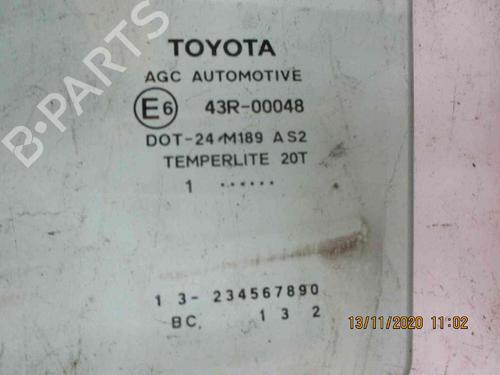 B-PARTS
TOYOTA
AGC AUTOMOTIVE
E6 43R-00048
DOT-24 M189 AS2
TEMPERLITE 20T
1 ......
1 3- 234567890
BC 1 3 2
13/11/2020 11:02